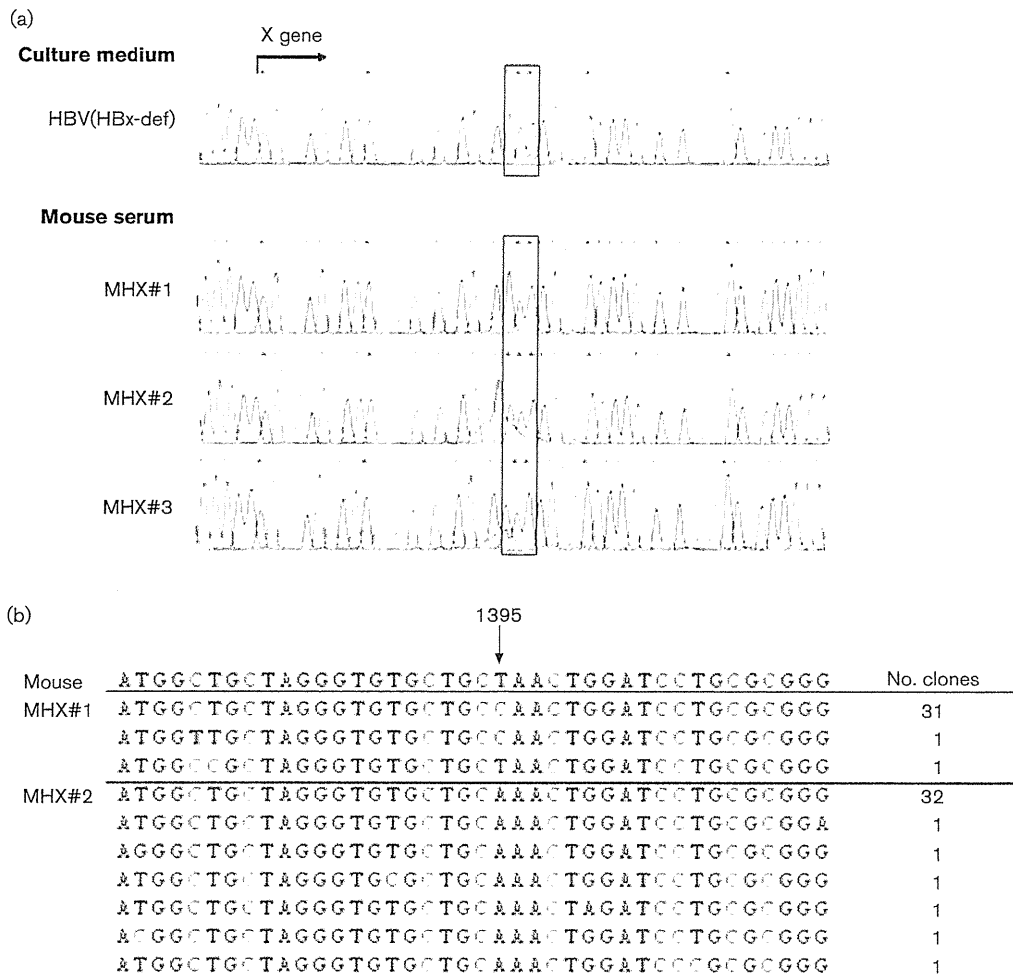 (a)
X gene
Culture medium
HBV(HBx-def)
Mouse serum
MHX#1
MHX#2
MHX#3
(b)
1395
Mouse ATGGCTGCTAGGGTGTGCTGCTAACTGGATCCTGCGCGGG No. clones
MHX#1 ATGGCTGCTAGGGTGTGCTGCCAACTGGATCCTGCGCGGG 31
ATGGTTGCTAGGGTGTGCTGCCAACTGGATCCTGCGCGGG 1
ATGGCCGCTAGGGTGTGCTGCTAACTGGATCCTGCGCGGG 1
MHX#2 ATGGCTGCTAGGGTGTGCTGCAAACTGGATCCTGCGCGGG 32
ATGGCTGCTAGGGTGTGCTGCAAACTGGATCCTGCGCGGA 1
AGGGCTGCTAGGGTGTGCTGCAAACTGGATCCTGCGCGGG 1
ATGGCTGCTAGGGTGCGCTGCAAACTGGATCCTGCGCGGG 1
ATGGCTGCTAGGGTGTGCTGCAAACTAGATCCTGCGCGGG 1
ACGGCTGCTAGGGTGTGCTGCAAACTGGATCCTGCGCGGG 1
ATGGCTGCTAGGGTGTGCTGCAAACTGGATCCCGCGCGGG 1